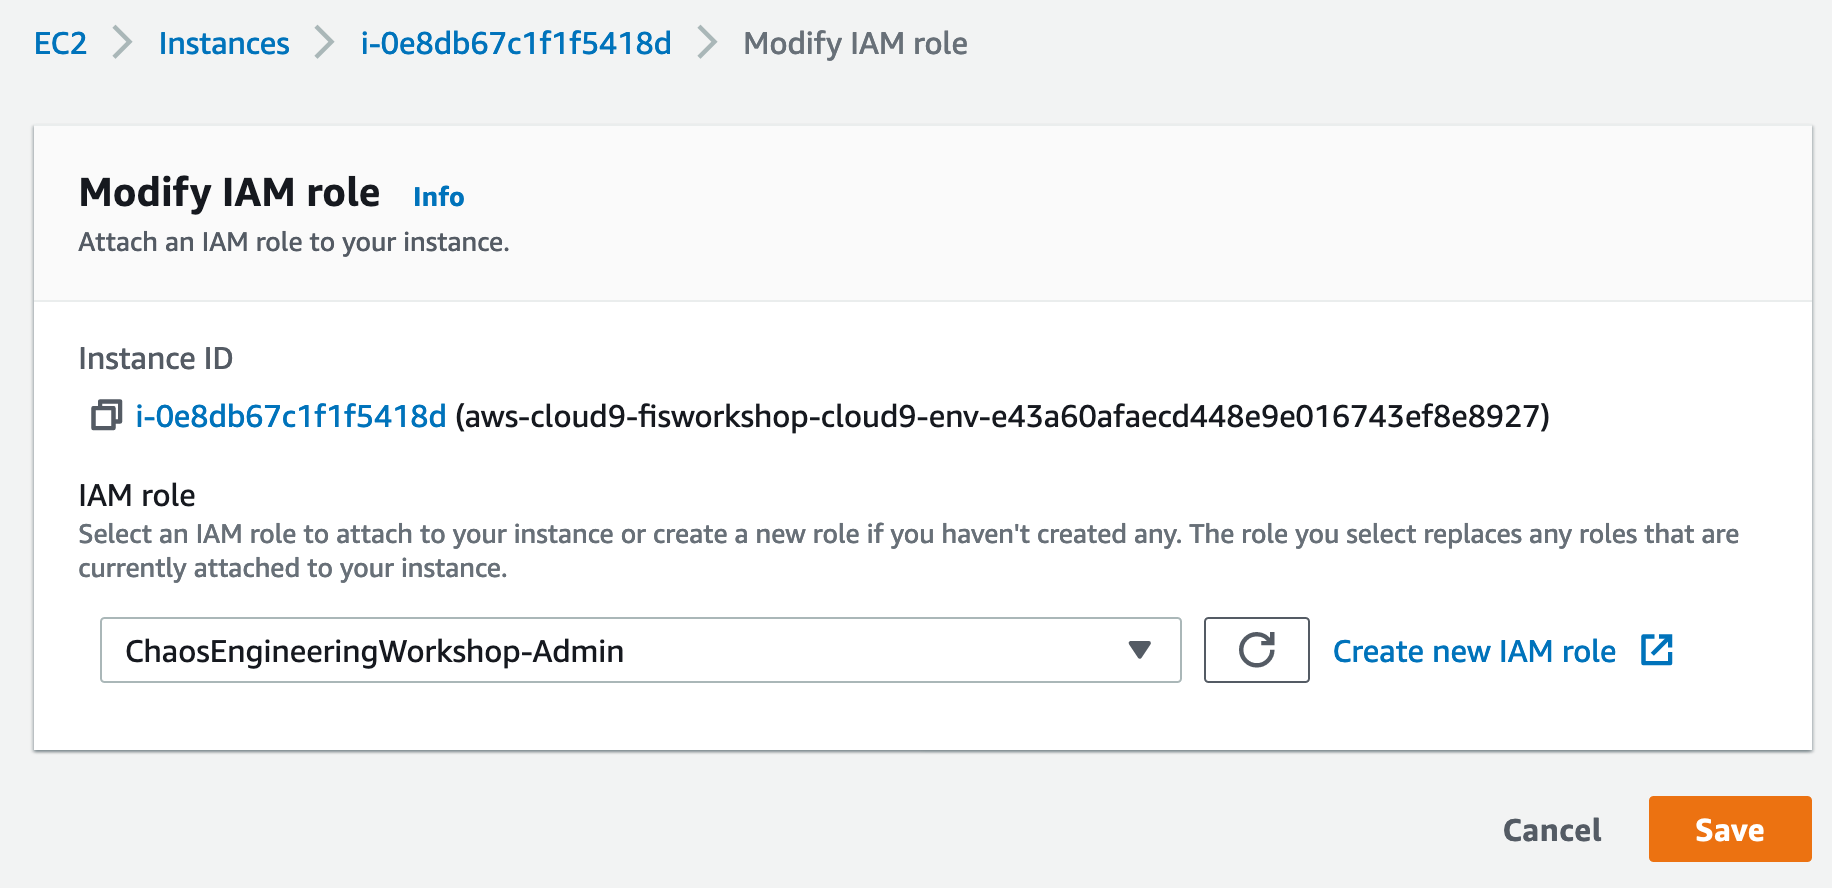 EC2 Instances i-0e8db67c1f1f5418d Modify IAM role
Modify IAM role Info
Attach an IAM role to your instance.
Instance ID
i-0e8db67c1f1f5418d (aws-cloud9-fisworkshop-cloud9-env-e43a60afaecd448e9e016743ef8e8927)
IAM role
Select an IAM role to attach to your instance or create a new role if you haven't created any. The role you select replaces any roles that are
currently attached to your instance.
ChaosEngineeringWorkshop-Admin Create new IAM role
Cancel Save